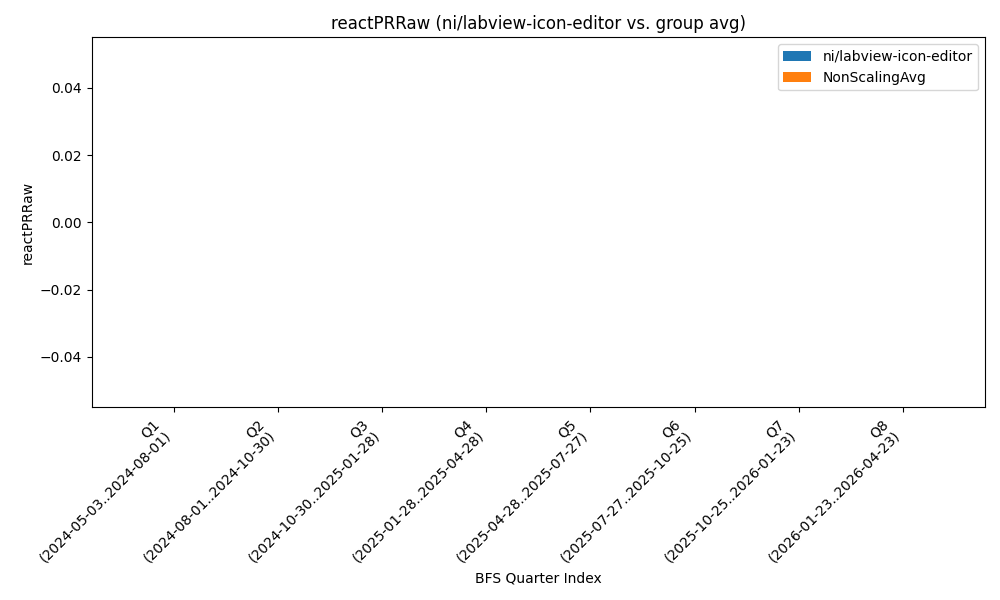 reactPRRaw (ni/labview-icon-editor vs. group avg)
ni/labview-icon-editor
NonScalingAvg
reactPRRaw
0.04
0.02
0.00
−0.02
−0.04
Q1
(2024-05-03..2024-08-01)
Q2
(2024-08-01..2024-10-30)
Q3
(2024-10-30..2025-01-28)
Q4
(2025-01-28..2025-04-28)
Q5
(2025-04-28..2025-07-27)
Q6
(2025-07-27..2025-10-25)
Q7
(2025-10-25..2026-01-23)
Q8
(2026-01-23..2026-04-23)
BFS Quarter Index